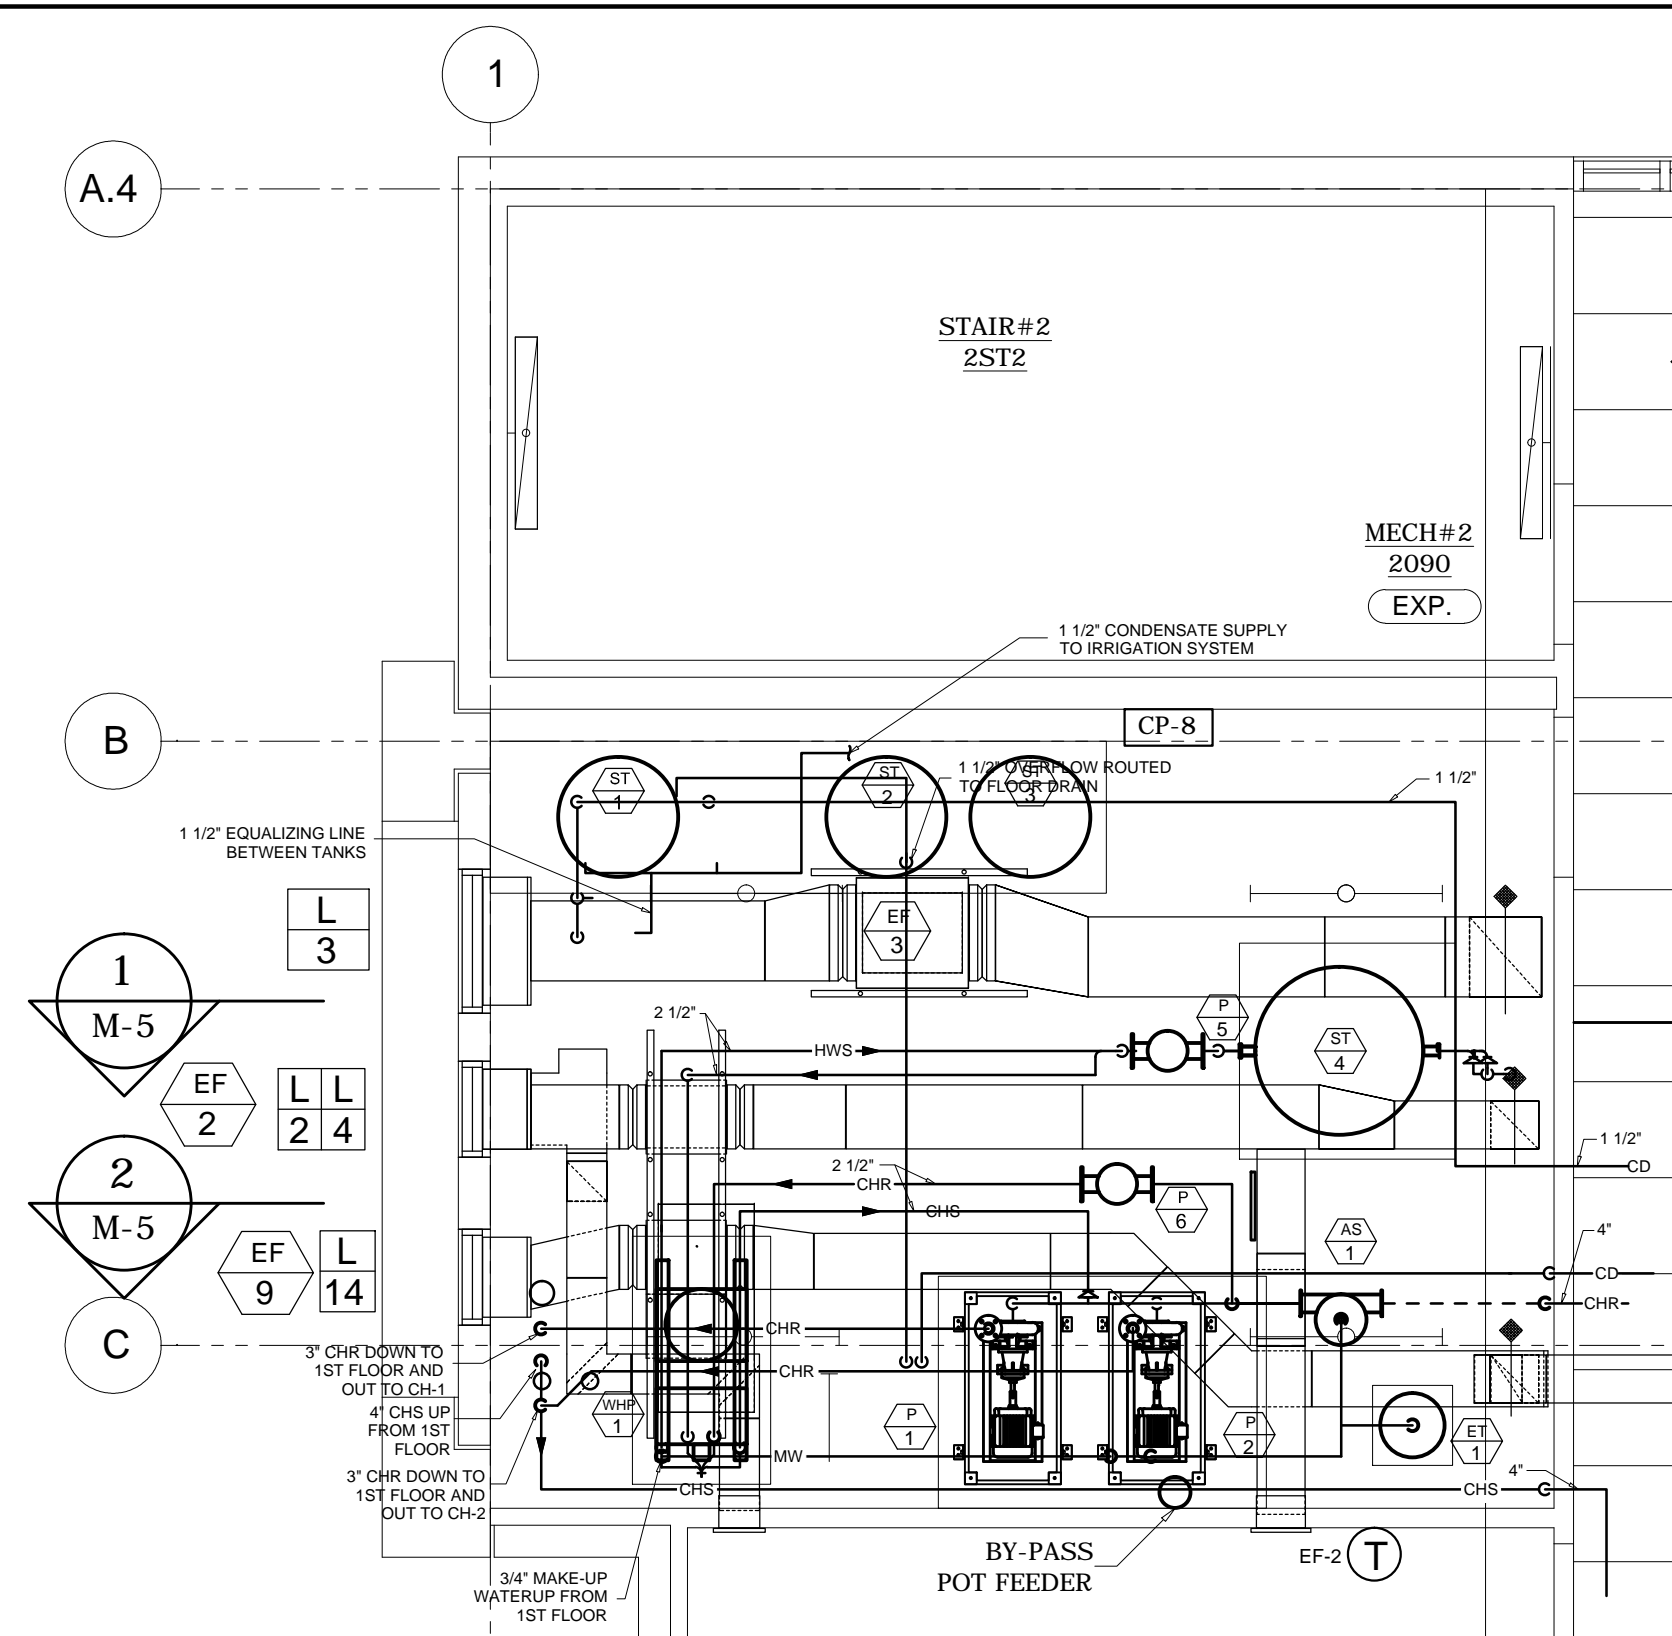 1
A.4
STAIR#2
2ST2
MECH#2
2090
EXP.
1 1/2" CONDENSATE SUPPLY
TO IRRIGATION SYSTEM
B
CP-8
ST
1
ST
2
ST
3
1 1/2" OVERFLOW ROUTED
TO FLOOR DRAIN
1 1/2"
1 1/2" EQUALIZING LINE
BETWEEN TANKS
L
3
EF
3
1
M-5
2 1/2"
P
5
HWS
ST
4
EF
2
L L
2 4
1 1/2"
CD
2
M-5
2 1/2"
CHR
CHS
P
6
AS
1
4"
EF
9
L
14
CD
CHR
C
CHR
3" CHR DOWN TO
1ST FLOOR AND
OUT TO CH-1
CHR
4" CHS UP
FROM 1ST
FLOOR
WHP
1
P
1
P
2
ET
1
MW
3" CHR DOWN TO
1ST FLOOR AND
OUT TO CH-2
CHS
CHS
4"
BY-PASS
POT FEEDER
EF-2
T
3/4" MAKE-UP
WATERUP FROM
1ST FLOOR